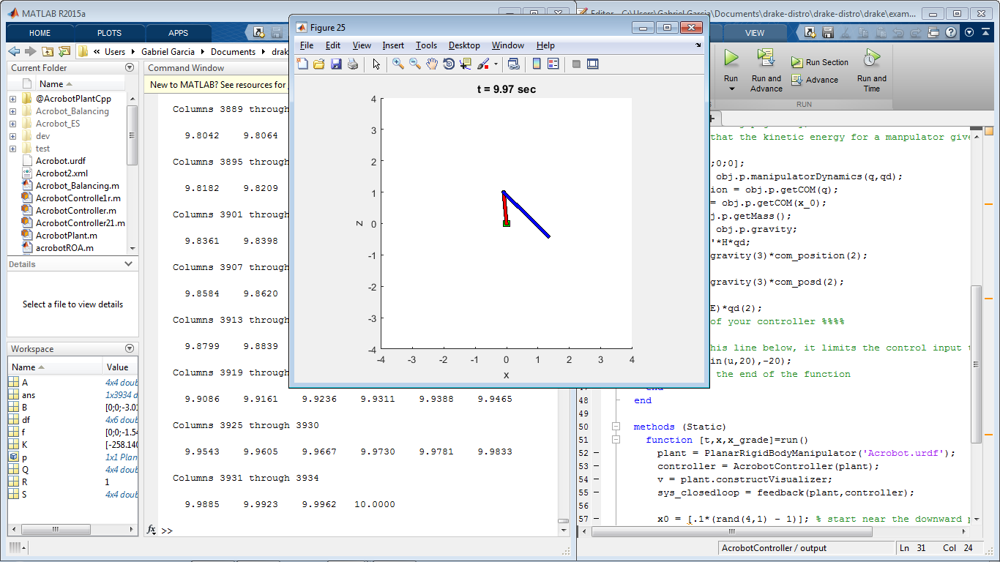 MATLAB R2015a
HOME
PLOTS
APPS
« Users ▸ Gabriel Garcia ▸ Documents ▸ drak
Current Folder
Name
@AcrobotPlantCpp
Acrobot_Balancing
Acrobot_ES
dev
test
Acrobot.urdf
Acrobot2.xml
Acrobot_Balancing.m
AcrobotControlle1r.m
AcrobotController.m
AcrobotController21.m
AcrobotPlant.m
acrobotROA.m
Details
Select a file to view details
Workspace
Name Value
A 4x4 doub
ans 1x3934 d
B [0;0;-3.01
df 4x6 doub
f [0;0;-1.54
K [-258.140
p 1x1 Plan
Q 4x4 doub
R 1
S 4x4 doub
Command Window
New to MATLAB? See resources for
Columns 3889 through
9.8042 9.8064
Columns 3895 through
9.8182 9.8209
Columns 3901 through
9.8361 9.8398
Columns 3907 through
9.8584 9.8620
Columns 3913 through
9.8799 9.8839
Columns 3919 through
9.9086 9.9161 9.9236 9.9311 9.9388 9.9465
Columns 3925 through 3930
9.9543 9.9605 9.9667 9.9730 9.9781 9.9833
Columns 3931 through 3934
9.9885 9.9923 9.9962 10.0000
fx >>
Figure 25
File Edit View Insert Tools Desktop Window Help
t = 9.97 sec
4
3
2
1
0
-1
-2
-3
-4
z
-4 -3 -2 -1 0 1 2 3 4
x
Editor - C:\Users\Gabriel Garcia\Documents\drake-distro\drake-distro\drake\exam...
VIEW
Run
Run and Advance
Run Section
Advance
Run and Time
RUN
that the kinetic energy for a manpulator give
;0;0];
obj.p.manipulatorDynamics(q,qd);
ion = obj.p.getCOM(q);
= obj.p.getCOM(x_0);
j.p.getMass();
obj.p.gravity;
'*H*qd;
gravity(3)*com_position(2);
gravity(3)*com_posd(2);
E)*qd(2);
of your controller %%%%
his line below, it limits the control input t
in(u,20),-20);
the end of the function
47 end
48 end
49
50 methods (Static)
51 function [t,x,x_grade]=run()
52 plant = PlanarRigidBodyManipulator('Acrobot.urdf');
53 controller = AcrobotController(plant);
54 v = plant.constructVisualizer;
55 sys_closedloop = feedback(plant,controller);
56
57 x0 = [.1*(rand(4,1) - 1)]; % start near the downward p
AcrobotController / output
Ln 31 Col 24